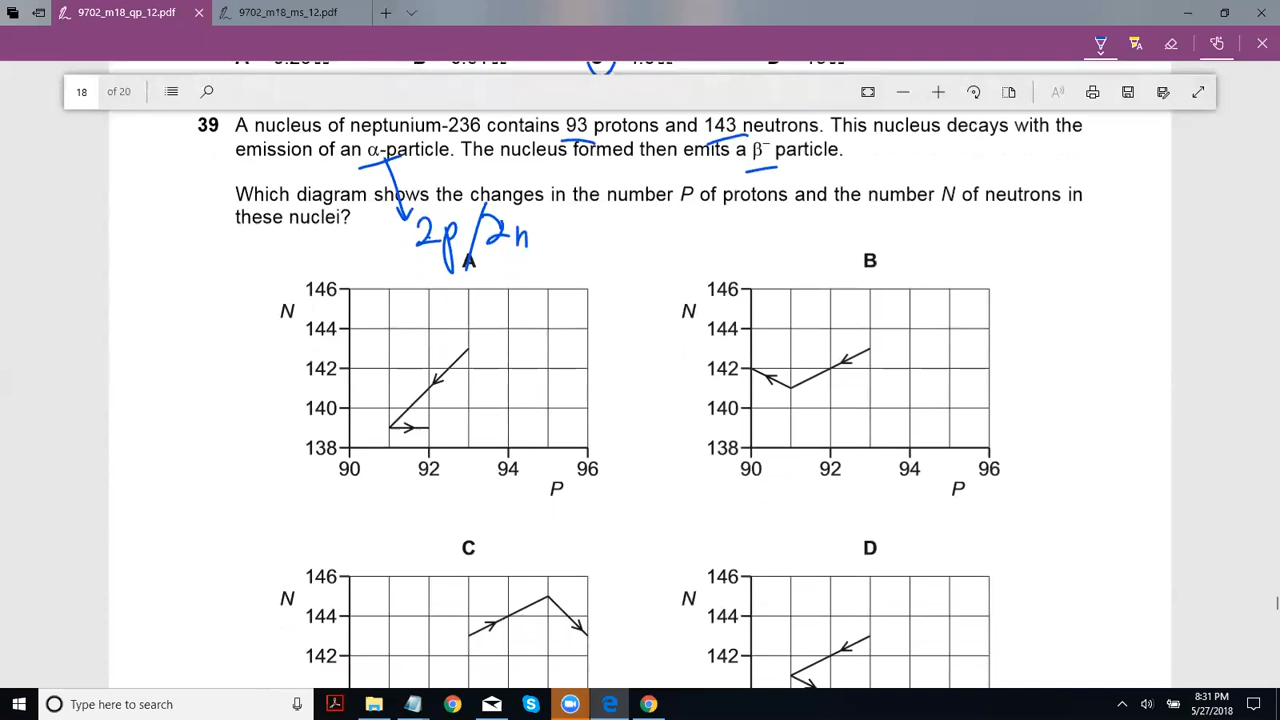 9702_m18_qp_12.pdf
9702_m18_ms_12.pdf
18 of 20
39 A nucleus of neptunium-236 contains 93 protons and 143 neutrons. This nucleus decays with the
emission of an α-particle. The nucleus formed then emits a β⁻ particle.
Which diagram shows the changes in the number P of protons and the number N of neutrons in
these nuclei?
2p/2n
A
B
146
N
144
142
140
138
90 92 94 96
P
146
N
144
142
140
138
90 92 94 96
P
C
D
146
N
144
142
146
N
144
142
Type here to search
8:31 PM
5/27/2018